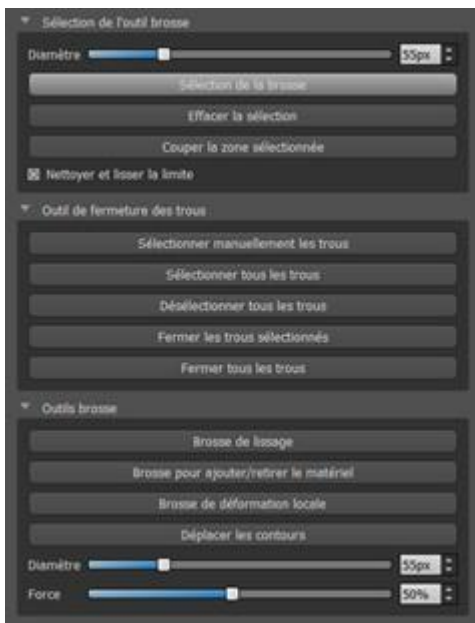 Sélection de l'outil brosse
Diamètre 55px
Sélection de la brosse
Effacer la sélection
Couper la zone sélectionnée
Nettoyer et lisser la limite
Outil de fermeture des trous
Sélectionner manuellement les trous
Sélectionner tous les trous
Désélectionner tous les trous
Fermer les trous sélectionnés
Fermer tous les trous
Outils brosse
Brosse de lissage
Brosse pour ajouter/retirer le matériel
Brosse de déformation locale
Déplacer les contours
Diamètre 55px
Force 50%